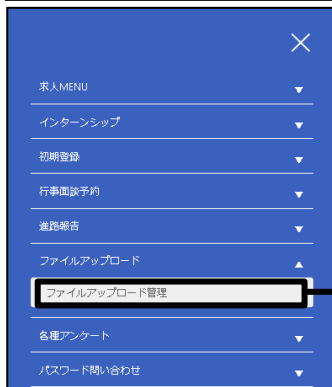 求人MENU
インターンシップ
初期登録
行事面談予約
進路報告
ファイルアップロード
ファイルアップロード管理
各種アンケート
パスワード問い合わせ